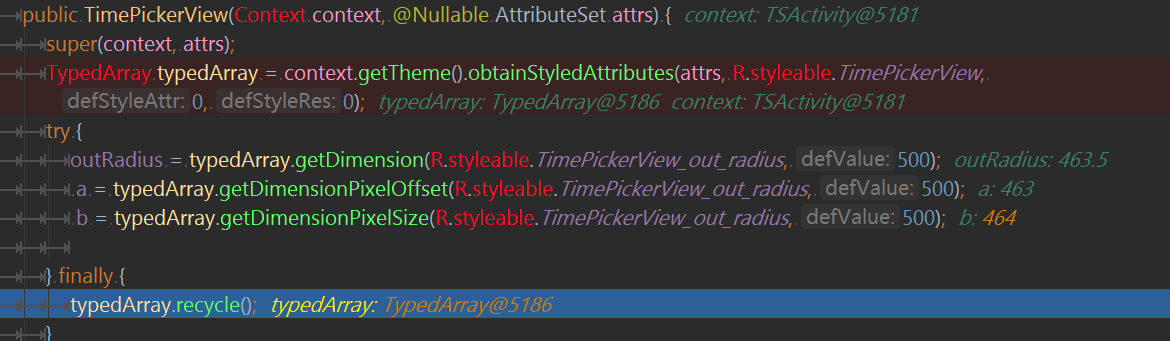 public TimePickerView(Context context, @Nullable AttributeSet attrs) { context: TSActivity@5181
super(context, attrs);
TypedArray typedArray = context.getTheme().obtainStyledAttributes(attrs, R.styleable.TimePickerView,
defStyleAttr: 0, defStyleRes: 0); typedArray: TypedArray@5186 context: TSActivity@5181
try {
outRadius = typedArray.getDimension(R.styleable.TimePickerView_out_radius, defValue: 500); outRadius: 463.5
a = typedArray.getDimensionPixelOffset(R.styleable.TimePickerView_out_radius, defValue: 500); a: 463
b = typedArray.getDimensionPixelSize(R.styleable.TimePickerView_out_radius, defValue: 500); b: 464
} finally {
typedArray.recycle(); typedArray: TypedArray@5186
}